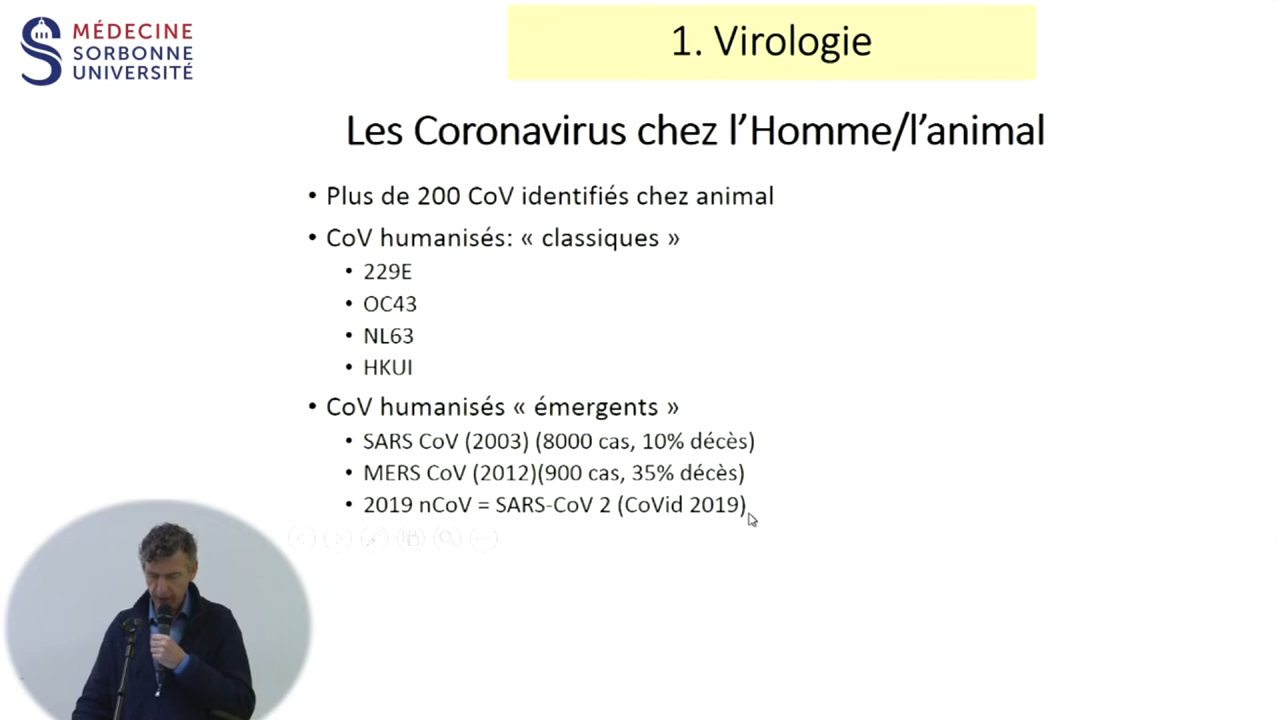 MÉDECINE
SORBONNE
UNIVERSITÉ
1. Virologie
Les Coronavirus chez l’Homme/l’animal
• Plus de 200 CoV identifiés chez animal
• CoV humanisés: « classiques »
• 229E
• OC43
• NL63
• HKUI
• CoV humanisés « émergents »
• SARS CoV (2003) (8000 cas, 10% décès)
• MERS CoV (2012)(900 cas, 35% décès)
• 2019 nCoV = SARS-CoV 2 (CoVid 2019)